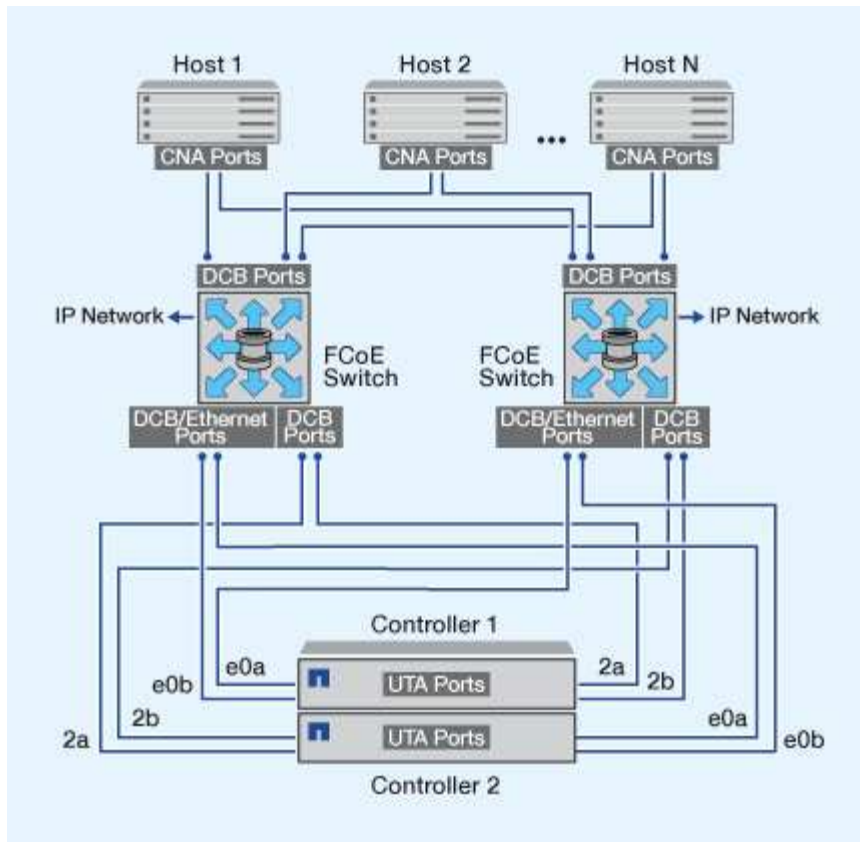 Host 1
Host 2
Host N
...
CNA Ports
CNA Ports
CNA Ports
DCB Ports
DCB Ports
IP Network
IP Network
FCoE
Switch
FCoE
Switch
DCB/Ethernet
Ports
DCB
Ports
DCB/Ethernet
Ports
DCB
Ports
Controller 1
e0a
2a
e0b
UTA Ports
2b
2b
e0a
2a
UTA Ports
e0b
Controller 2